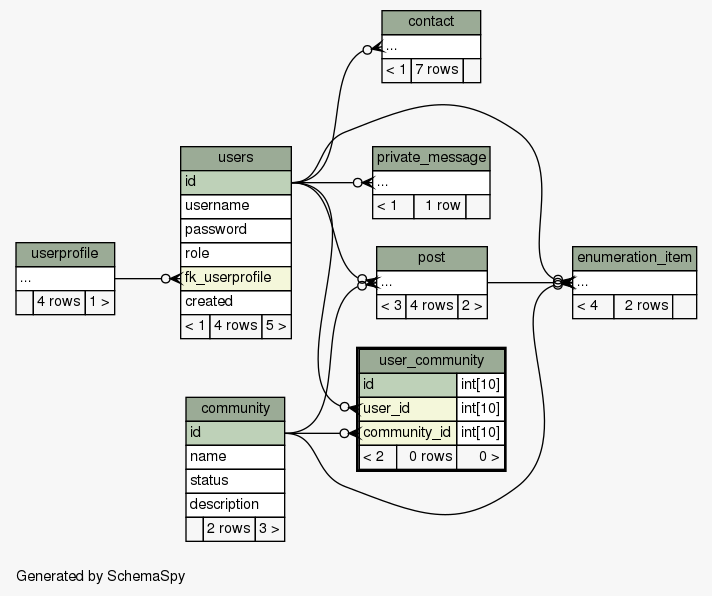 contact
...
< 1 7 rows
users
id
username
password
role
fk_userprofile
created
< 1 4 rows 5 >
private_message
...
< 1 1 row
userprofile
...
4 rows 1 >
post
...
< 3 4 rows 2 >
enumeration_item
...
< 4 2 rows
user_community
id int[10]
user_id int[10]
community_id int[10]
< 2 0 rows 0 >
community
id
name
status
description
2 rows 3 >
Generated by SchemaSpy